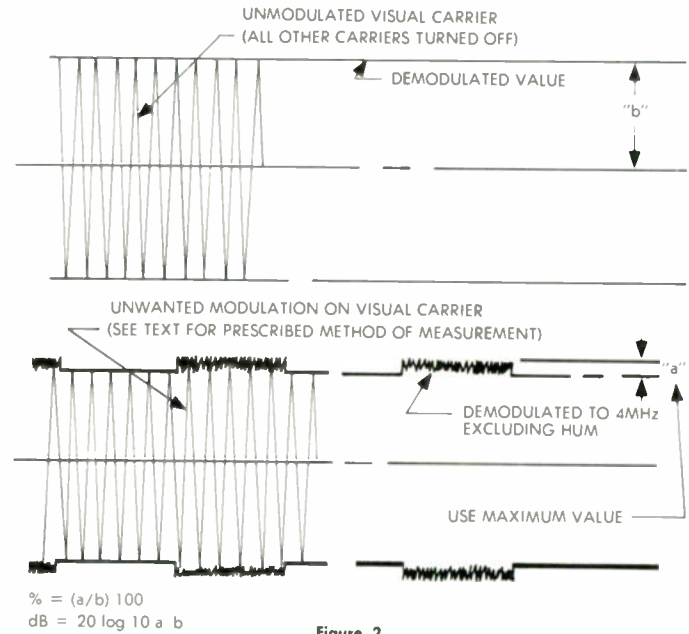 UNMODULATED VISUAL CARRIER
(ALL OTHER CARRIERS TURNED OFF)
DEMODULATED VALUE
"b"
UNWANTED MODULATION ON VISUAL CARRIER
(SEE TEXT FOR PRESCRIBED METHOD OF MEASUREMENT)
"a"
DEMODULATED TO 4MHz
EXCLUDING HUM
USE MAXIMUM VALUE
% = (a/b) 100
dB = 20 log 10 a b
Figure 2